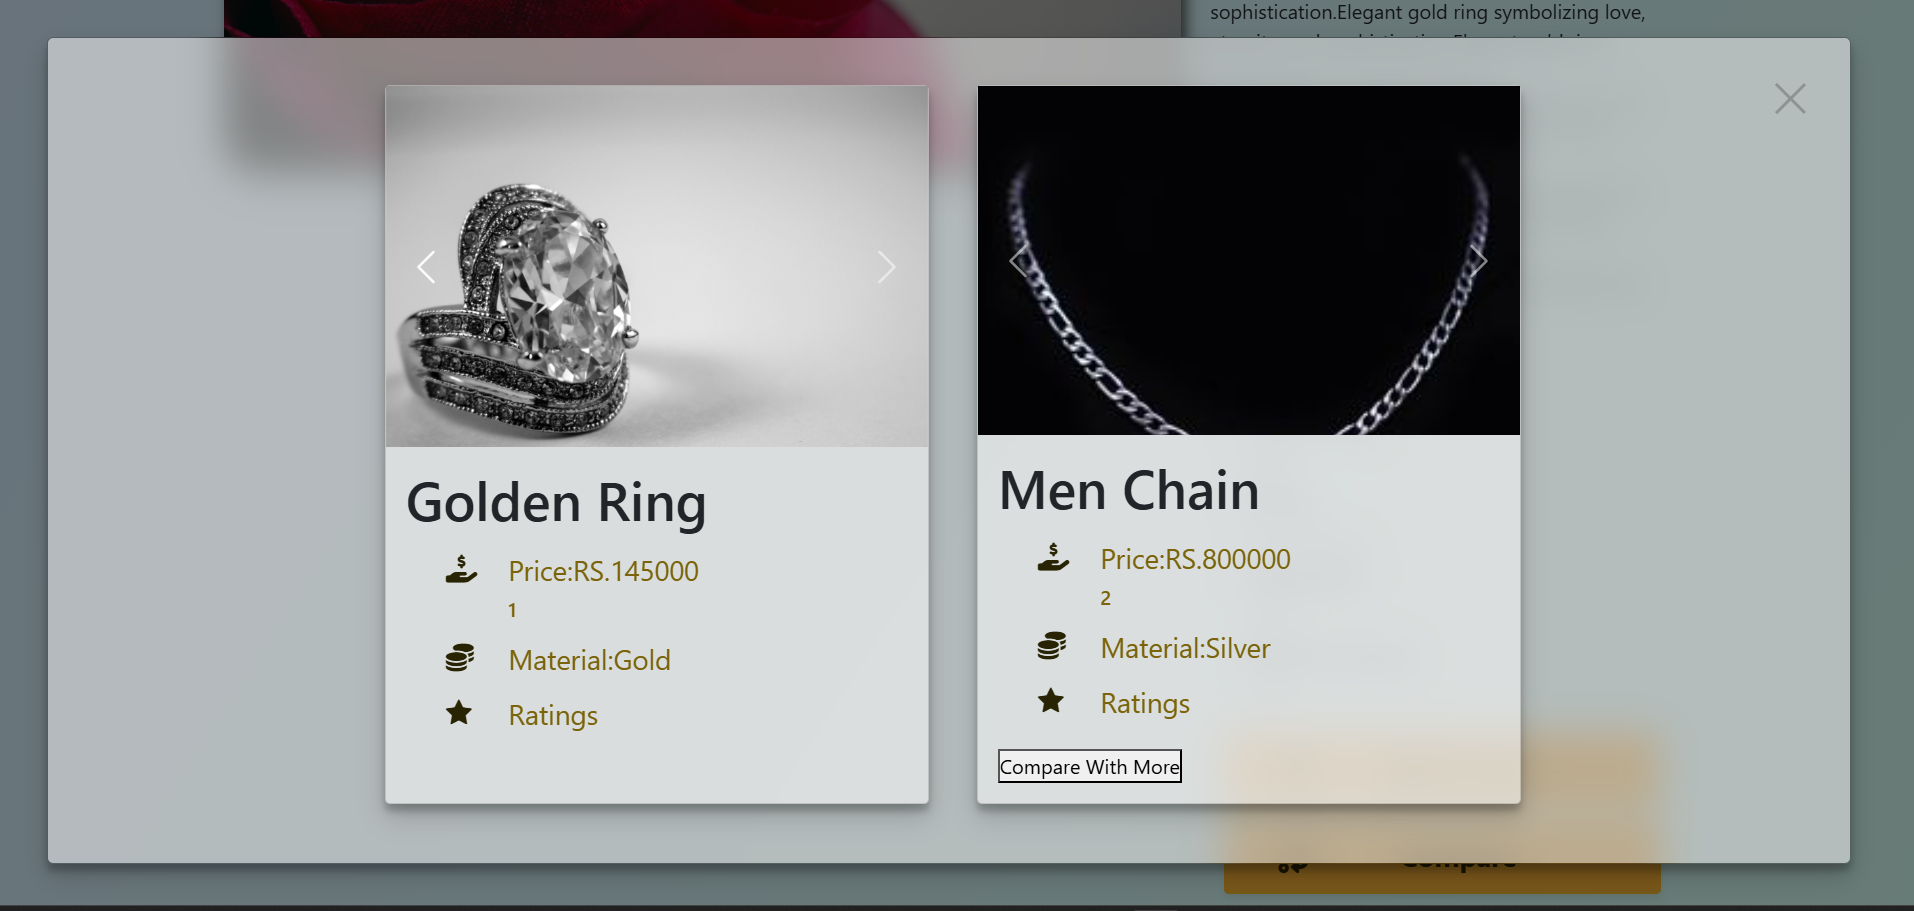 sophistication.Elegant gold ring symbolizing love,
Golden Ring
Price:RS.145000
1
Material:Gold
Ratings
Men Chain
Price:RS.800000
2
Material:Silver
Ratings
Compare With More
Compare